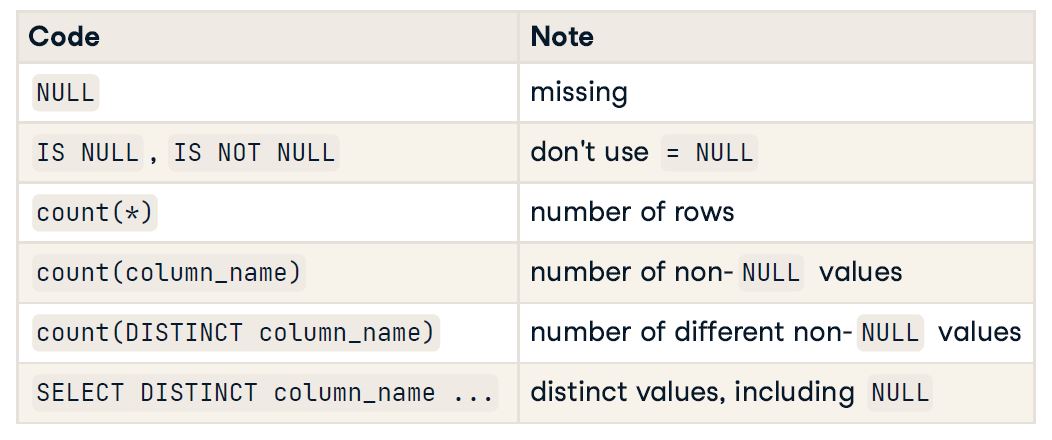 Code Note
NULL missing
IS NULL, IS NOT NULL don't use = NULL
count(*) number of rows
count(column_name) number of non-NULL values
count(DISTINCT column_name) number of different non-NULL values
SELECT DISTINCT column_name ... distinct values, including NULL